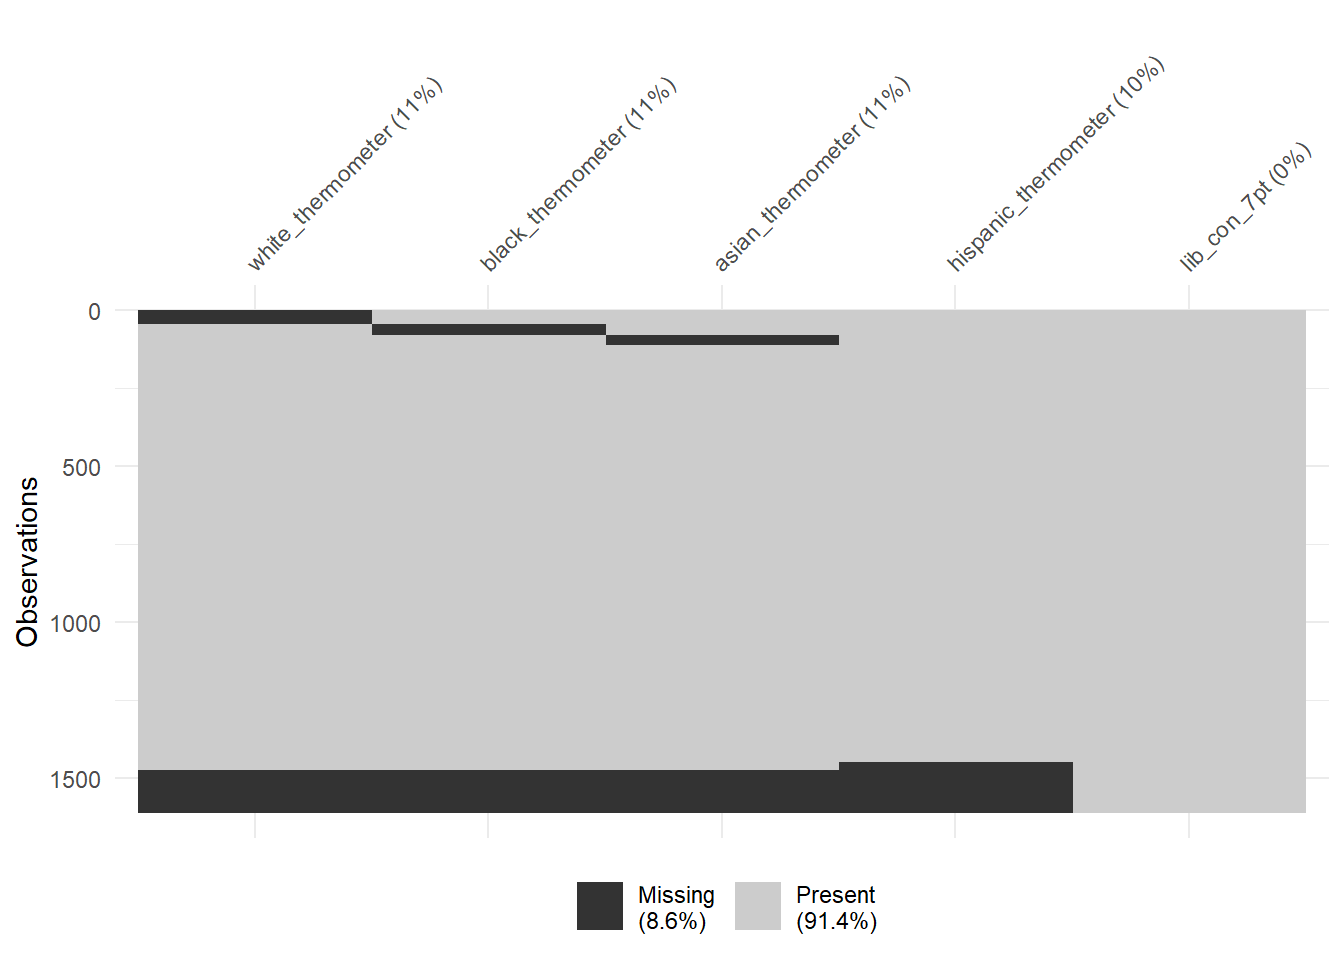 white_thermometer (11%)
black_thermometer (11%)
asian_thermometer (11%)
hispanic_thermometer (10%)
lib_con_7pt (0%)
0
500
1000
1500
Observations
Missing
(8.6%)
Present
(91.4%)